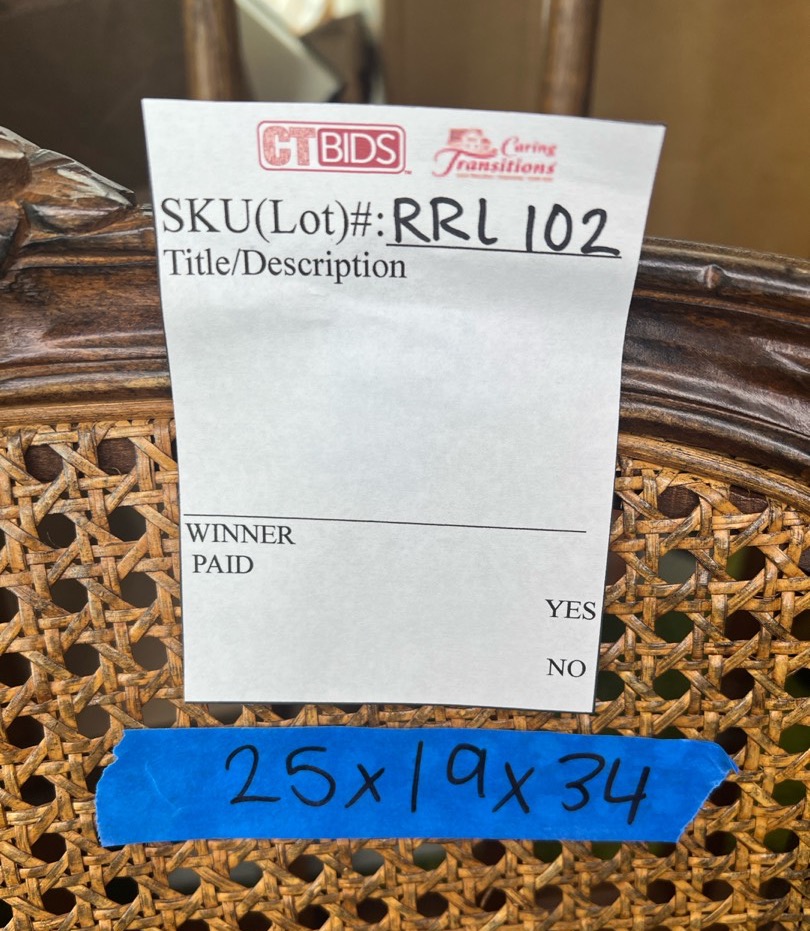 CTBIDS
Caring
Transitions
SKU(Lot)#: RRL 102
Title/Description
WINNER
PAID
YES
NO
25x19x34